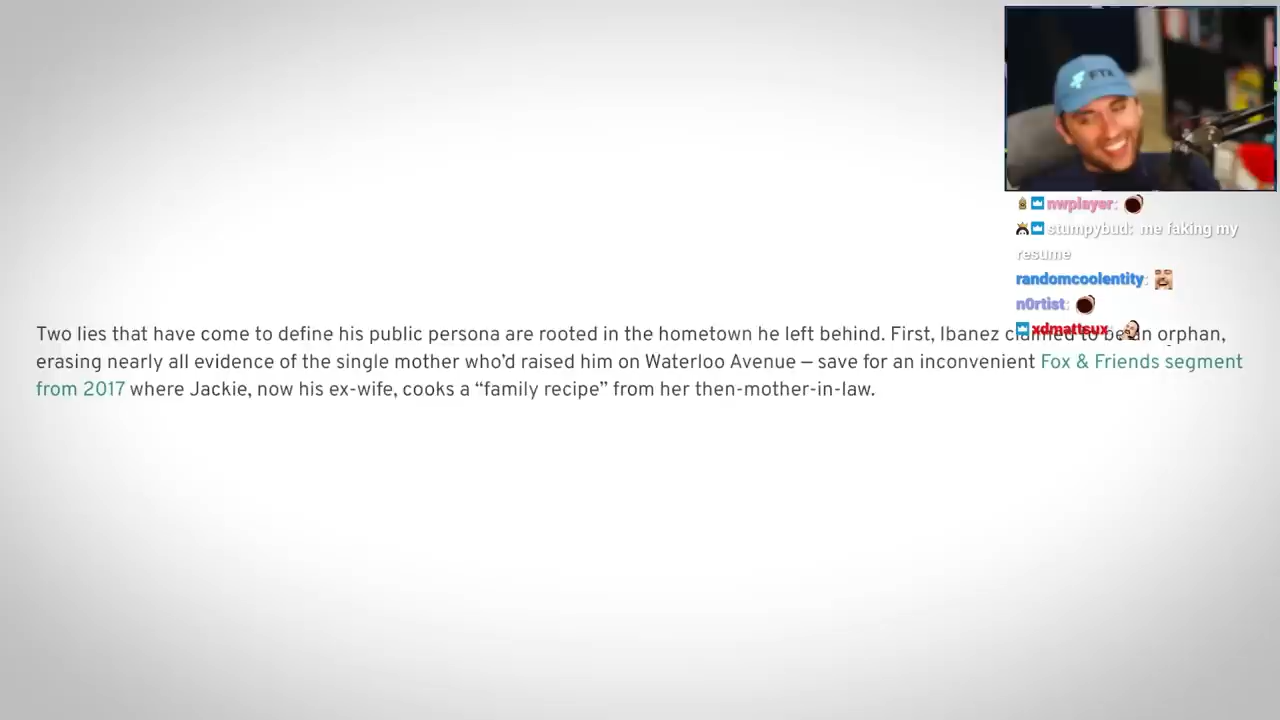 FTX
nwplayer:
stumpybud: me faking my
resume
randomcoolentity:
n0rtist:
xdmattsux:
Two lies that have come to define his public persona are rooted in the hometown he left behind. First, Ibanez claimed to be an orphan,
erasing nearly all evidence of the single mother who'd raised him on Waterloo Avenue – save for an inconvenient Fox & Friends segment
from 2017 where Jackie, now his ex-wife, cooks a “family recipe” from her then-mother-in-law.